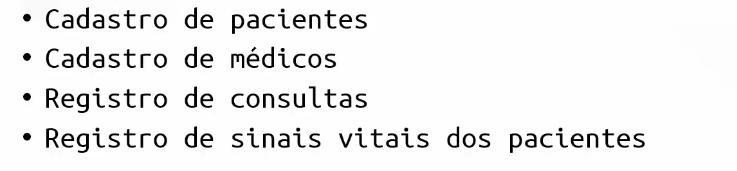 • Cadastro de pacientes
• Cadastro de médicos
• Registro de consultas
• Registro de sinais vitais dos pacientes